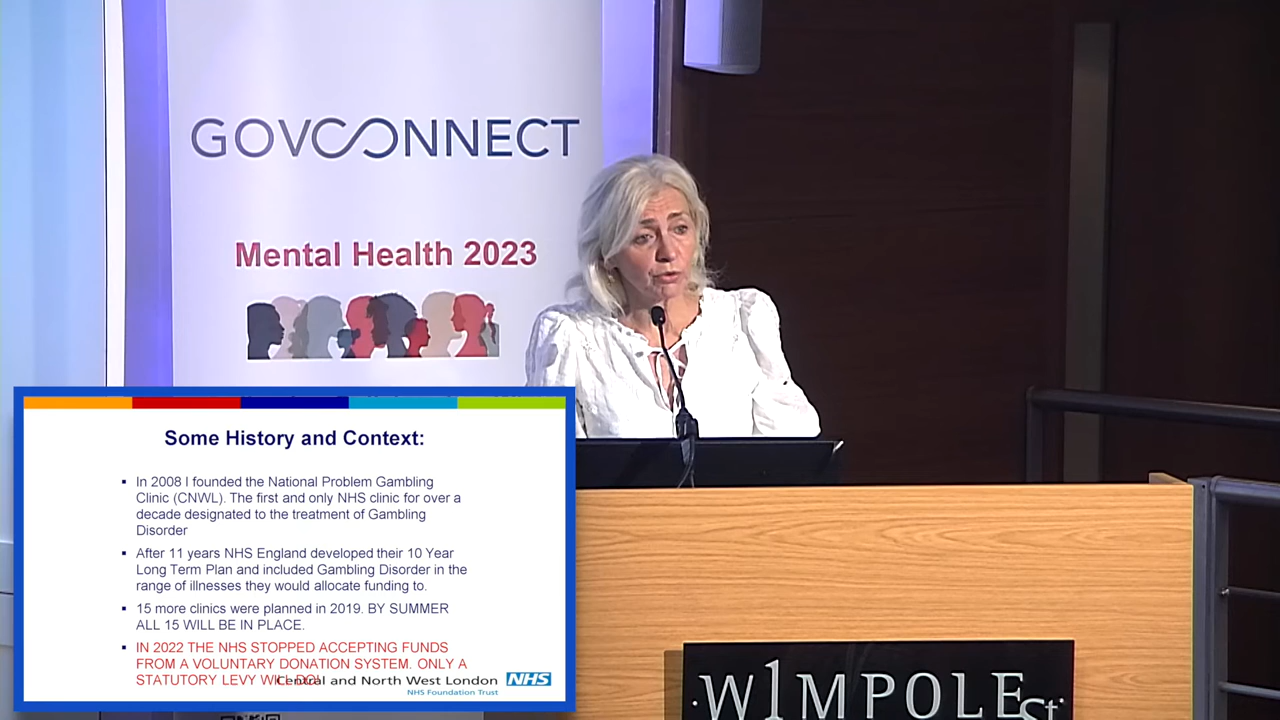 GOVCONNECT
Mental Health 2023
Some History and Context:
▪ In 2008 I founded the National Problem Gambling
Clinic (CNWL). The first and only NHS clinic for over a
decade designated to the treatment of Gambling
Disorder
▪ After 11 years NHS England developed their 10 Year
Long Term Plan and included Gambling Disorder in the
range of illnesses they would allocate funding to.
▪ 15 more clinics were planned in 2019. BY SUMMER
ALL 15 WILL BE IN PLACE.
▪ IN 2022 THE NHS STOPPED ACCEPTING FUNDS
FROM A VOLUNTARY DONATION SYSTEM. ONLY A
STATUTORY LEVY WILL DO!
Central and North West London NHS
NHS Foundation Trust
·W1MPOLE St·